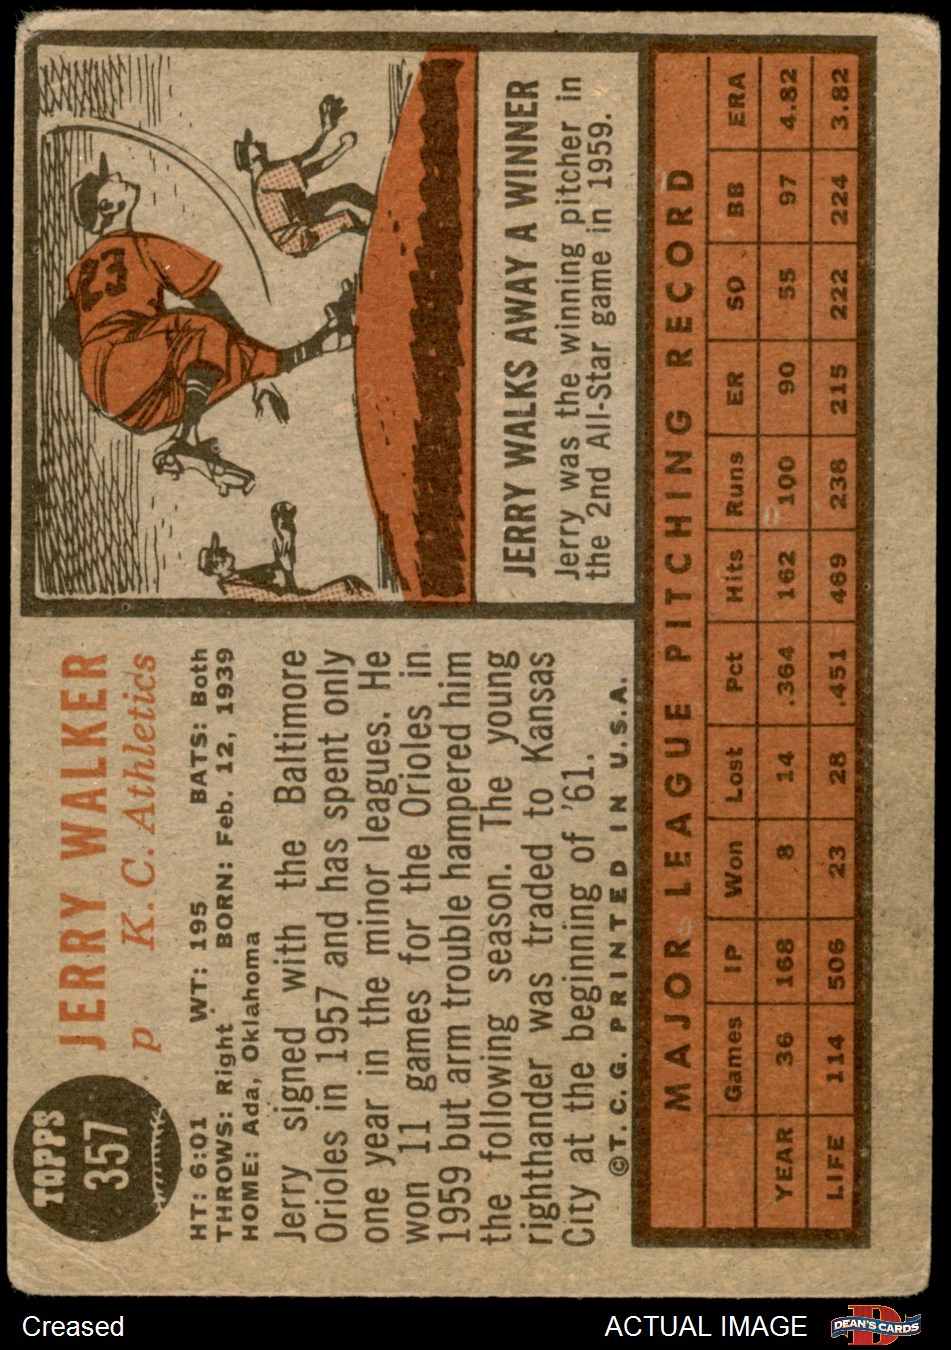 TOPPS
357
JERRY WALKER
p K. C. Athletics
HT: 6:01 WT: 195 BATS: Both
THROWS: Right BORN: Feb. 12, 1939
HOME: Ada, Oklahoma
Jerry signed with the Baltimore
Orioles in 1957 and has spent only
one year in the minor leagues. He
won 11 games for the Orioles in
1959 but arm trouble hampered him
the following season. The young
righthander was traded to Kansas
City at the beginning of '61.
©T. C. G. PRINTED IN U.S.A.
23
JERRY WALKS AWAY A WINNER
Jerry was the winning pitcher in
the 2nd All-Star game in 1959.
MAJOR LEAGUE PITCHING RECORD
Games IP Won Lost Pct Hits Runs ER SO BB ERA
YEAR 36 168 8 14 .364 162 100 90 55 97 4.82
LIFE 114 506 23 28 .451 469 238 215 222 224 3.82
Creased
ACTUAL IMAGE
D
DEAN'S CARDS